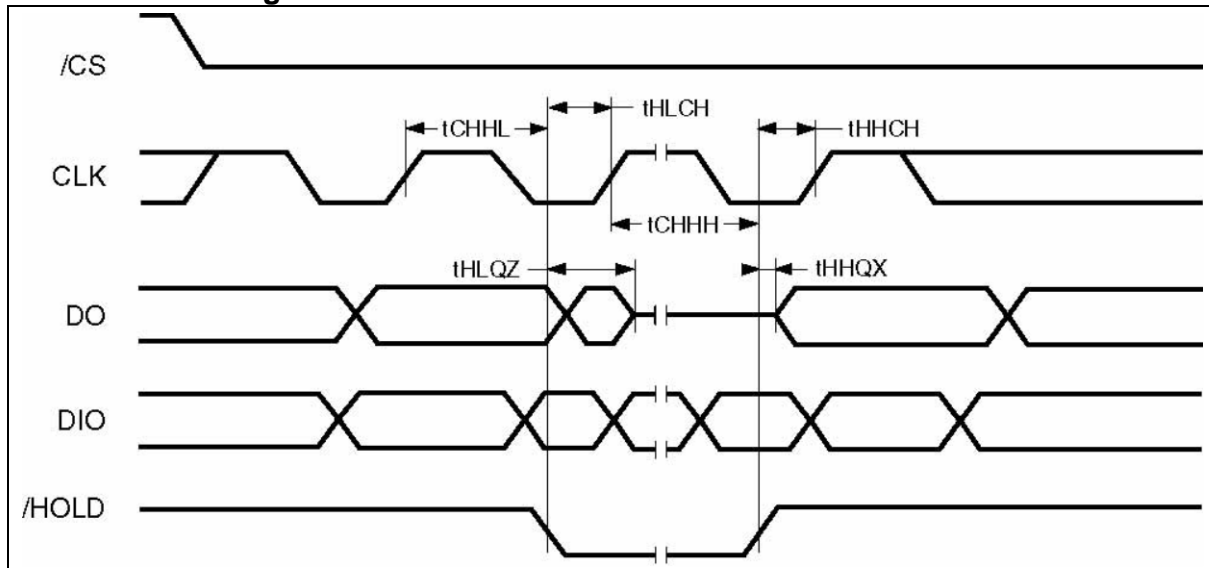 /CS
tHLCH
tCHHL
tHHCH
CLK
tCHHH
tHLQZ
tHHQX
DO
DIO
/HOLD